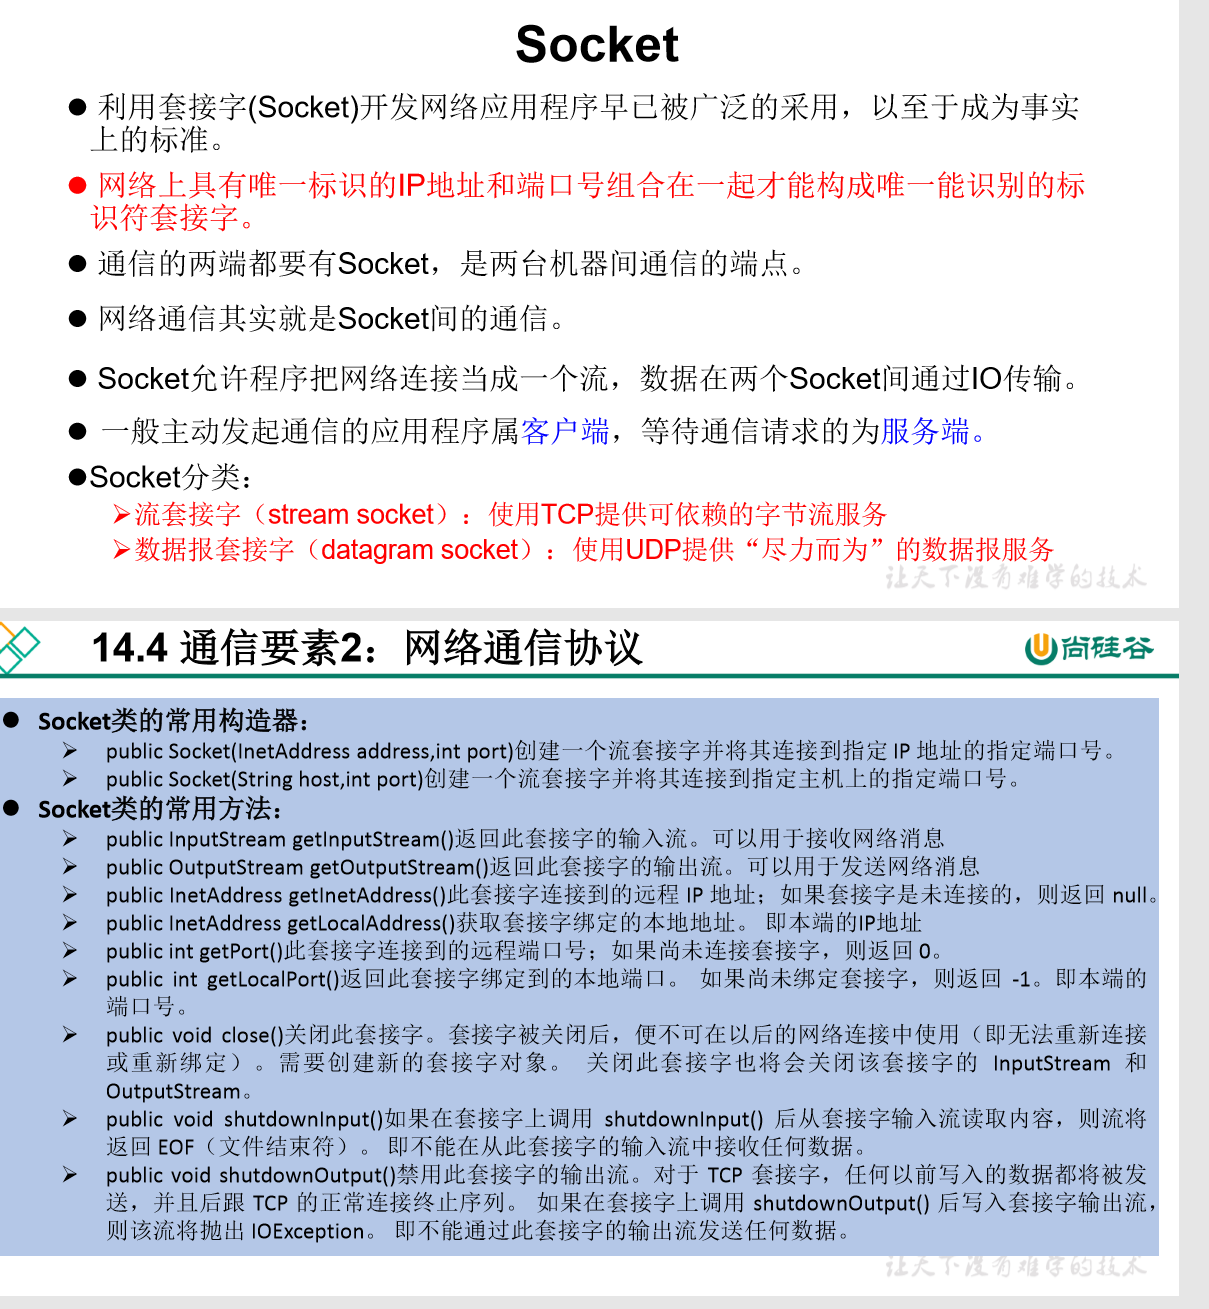 Socket
利用套接字(Socket)开发网络应用程序早已被广泛的采用，以至于成为事实
上的标准。
网络上具有唯一标识的IP地址和端口号组合在一起才能构成唯一能识别的标
识符套接字。
通信的两端都要有Socket，是两台机器间通信的端点。
网络通信其实就是Socket间的通信。
Socket允许程序把网络连接当成一个流，数据在两个Socket间通过IO传输。
一般主动发起通信的应用程序属客户端，等待通信请求的为服务端。
Socket分类：
流套接字（stream socket）：使用TCP提供可依赖的字节流服务
数据报套接字（datagram socket）：使用UDP提供“尽力而为”的数据报服务
让天下没有难学的技术
14.4 通信要素2：网络通信协议
尚硅谷
Socket类的常用构造器：
public Socket(InetAddress address,int port)创建一个流套接字并将其连接到指定 IP 地址的指定端口号。
public Socket(String host,int port)创建一个流套接字并将其连接到指定主机上的指定端口号。
Socket类的常用方法：
public InputStream getInputStream()返回此套接字的输入流。可以用于接收网络消息
public OutputStream getOutputStream()返回此套接字的输出流。可以用于发送网络消息
public InetAddress getInetAddress()此套接字连接到的远程 IP 地址；如果套接字是未连接的，则返回 null。
public InetAddress getLocalAddress()获取套接字绑定的本地地址。 即本端的IP地址
public int getPort()此套接字连接到的远程端口号；如果尚未连接套接字，则返回 0。
public int getLocalPort()返回此套接字绑定到的本地端口。 如果尚未绑定套接字，则返回 -1。即本端的
端口号。
public void close()关闭此套接字。套接字被关闭后，便不可在以后的网络连接中使用（即无法重新连接
或重新绑定）。需要创建新的套接字对象。 关闭此套接字也将会关闭该套接字的 InputStream 和
OutputStream。
public void shutdownInput()如果在套接字上调用 shutdownInput() 后从套接字输入流读取内容，则流将
返回 EOF（文件结束符）。 即不能在从此套接字的输入流中接收任何数据。
public void shutdownOutput()禁用此套接字的输出流。对于 TCP 套接字，任何以前写入的数据都将被发
送，并且后跟 TCP 的正常连接终止序列。 如果在套接字上调用 shutdownOutput() 后写入套接字输出流，
则该流将抛出 IOException。 即不能通过此套接字的输出流发送任何数据。
让天下没有难学的技术